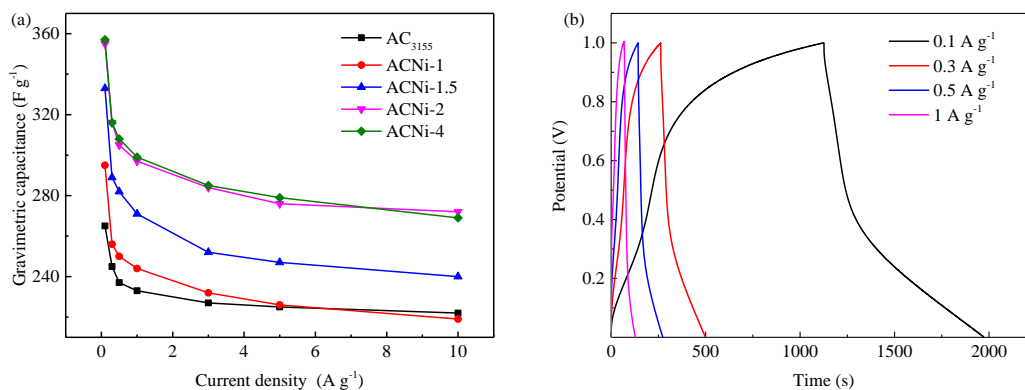 (a)
Gravimetric capacitance (F g⁻¹)
360
320
280
240
0
2
4
6
8
10
Current density (A g⁻¹)
AC₃₁₅₅
ACNi-1
ACNi-1.5
ACNi-2
ACNi-4
(b)
Potential (V)
1.0
0.8
0.6
0.4
0.2
0
500
1000
1500
2000
Time (s)
0.1 A g⁻¹
0.3 A g⁻¹
0.5 A g⁻¹
1 A g⁻¹